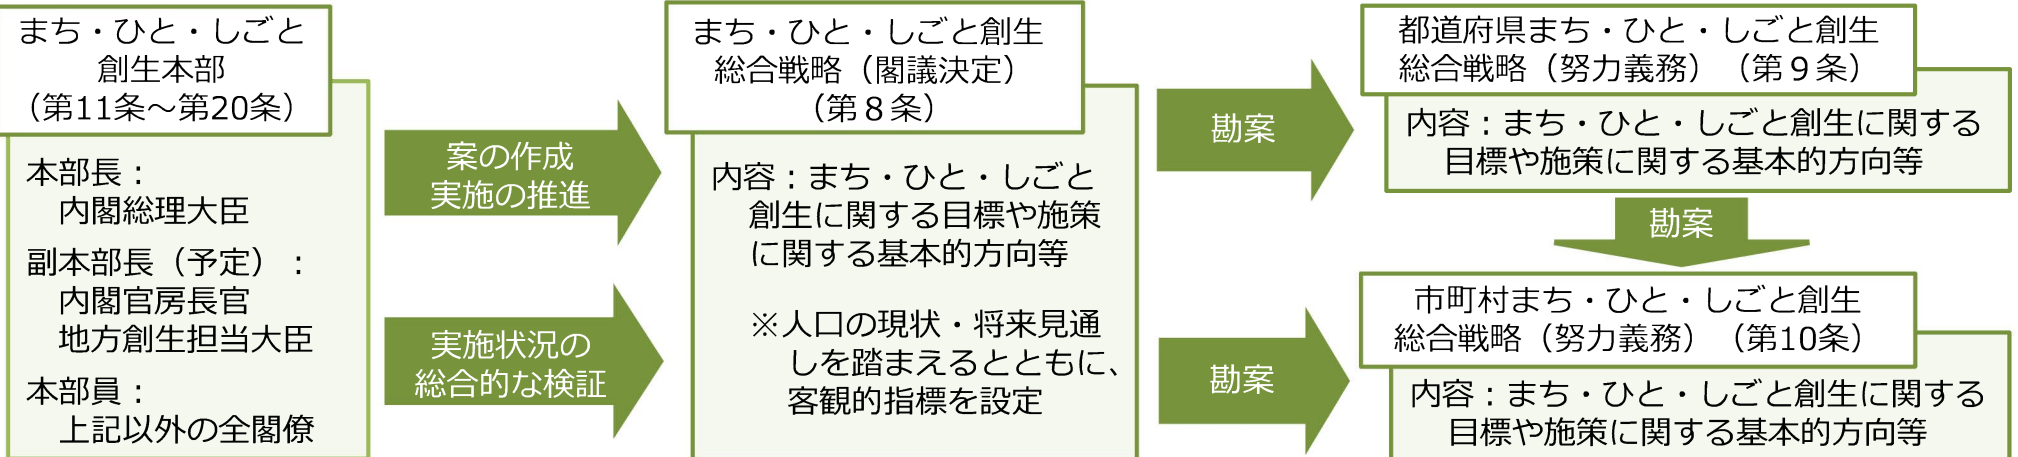 まち・ひと・しごと
創生本部
（第11条～第20条）
本部長：
内閣総理大臣
副本部長（予定）：
内閣官房長官
地方創生担当大臣
本部員：
上記以外の全閣僚
案の作成
実施の推進
実施状況の
総合的な検証
まち・ひと・しごと創生
総合戦略（閣議決定）
（第８条）
内容：まち・ひと・しごと
創生に関する目標や施策
に関する基本的方向等
※人口の現状・将来見通
しを踏まえるとともに、
客観的指標を設定
勘案
勘案
都道府県まち・ひと・しごと創生
総合戦略（努力義務）（第９条）
内容：まち・ひと・しごと創生に関する
目標や施策に関する基本的方向等
勘案
市町村まち・ひと・しごと創生
総合戦略（努力義務）（第10条）
内容：まち・ひと・しごと創生に関する
目標や施策に関する基本的方向等